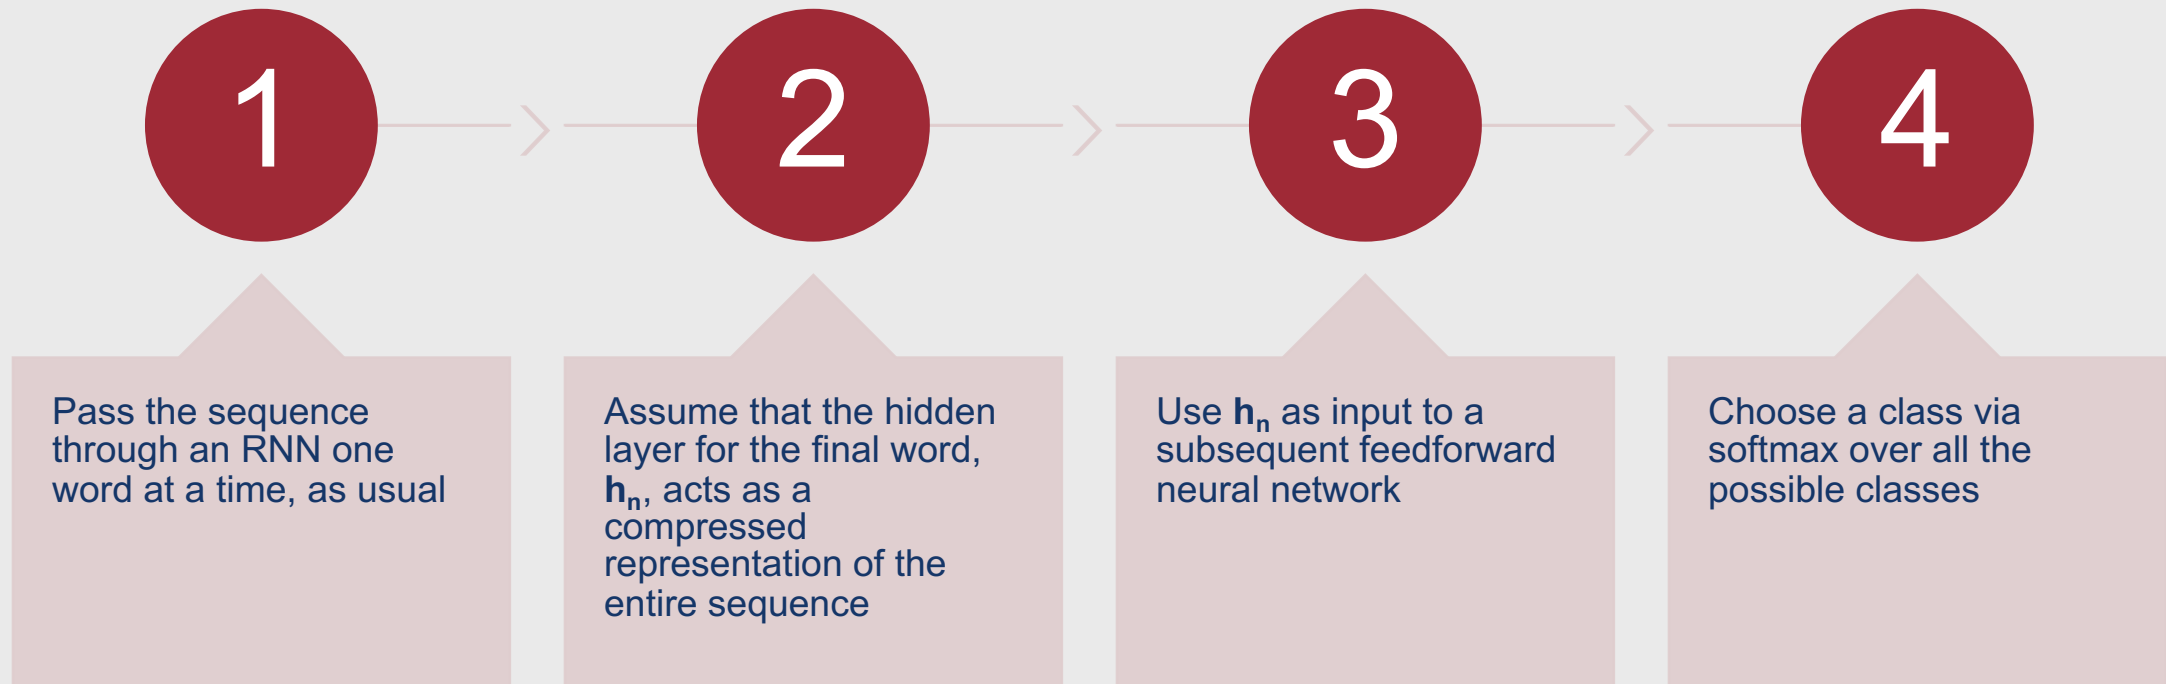 1
2
3
4
Pass the sequence
through an RNN one
word at a time, as usual
Assume that the hidden
layer for the final word,
hn, acts as a
compressed
representation of the
entire sequence
Use hn as input to a
subsequent feedforward
neural network
Choose a class via
softmax over all the
possible classes